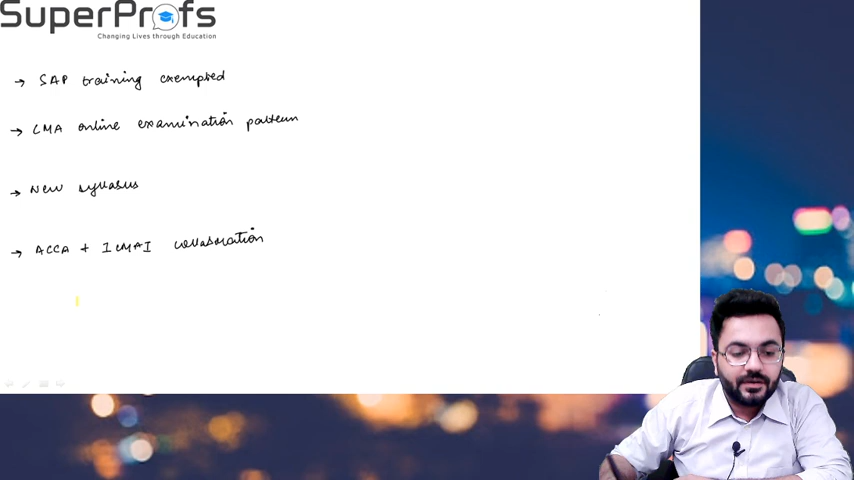 SuperProfs
Changing Lives through Education
→ SAP training exempted
→ CMA online examination pattern
→ New syllabus
→ ACCA + ICMAI collaboration